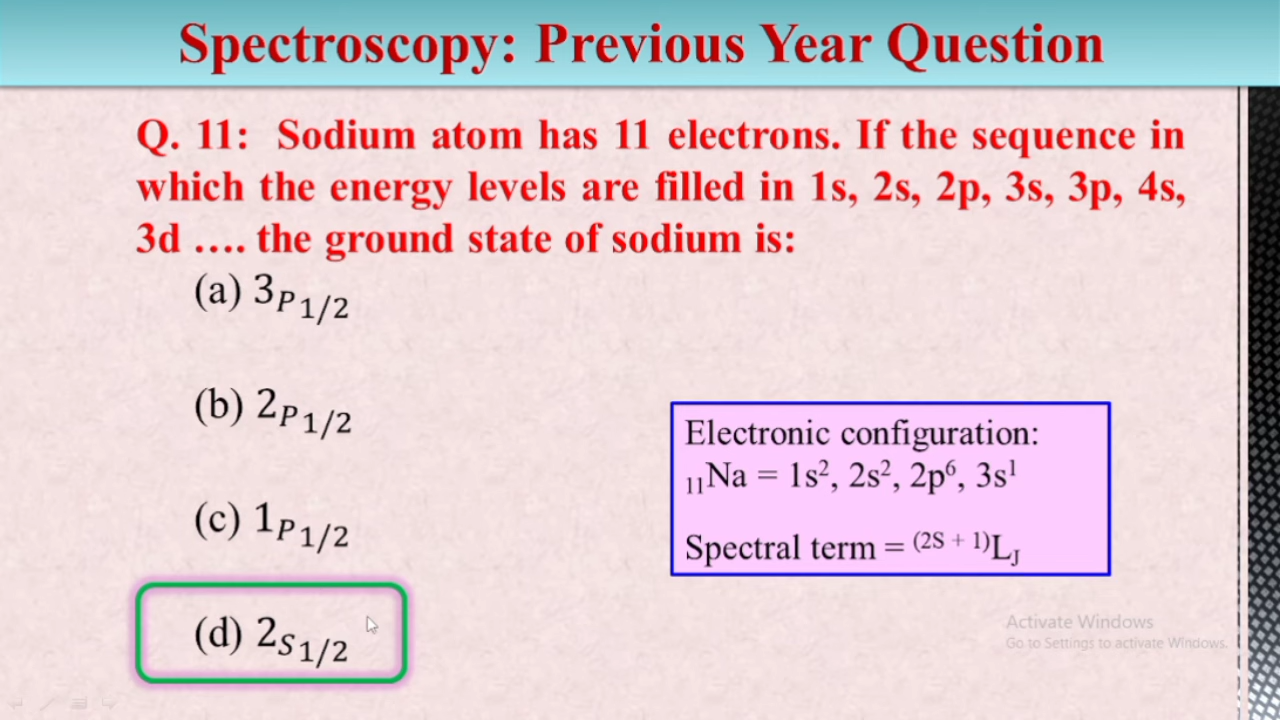 Spectroscopy: Previous Year Question
Q. 11: Sodium atom has 11 electrons. If the sequence in
which the energy levels are filled in 1s, 2s, 2p, 3s, 3p, 4s,
3d .... the ground state of sodium is:
(a) 3P1/2
(b) 2P1/2
(c) 1P1/2
(d) 2S1/2
Electronic configuration:
₁₁Na = 1s², 2s², 2p⁶, 3s¹
Spectral term = ⁽²ˢ ⁺ ¹⁾LJ
Activate Windows
Go to Settings to activate Windows.